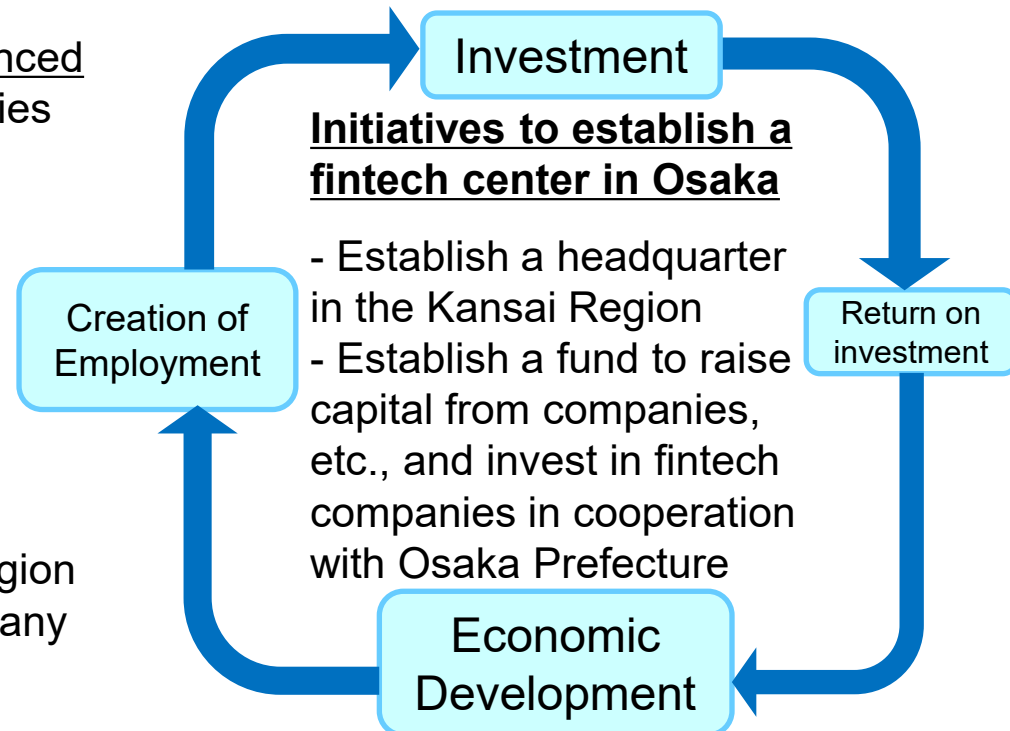 nced
ies
Investment
Initiatives to establish a
fintech center in Osaka
- Establish a headquarter
in the Kansai Region
- Establish a fund to raise
capital from companies,
etc., and invest in fintech
companies in cooperation
with Osaka Prefecture
Creation of
Employment
Return on
investment
gion
any
Economic
Development